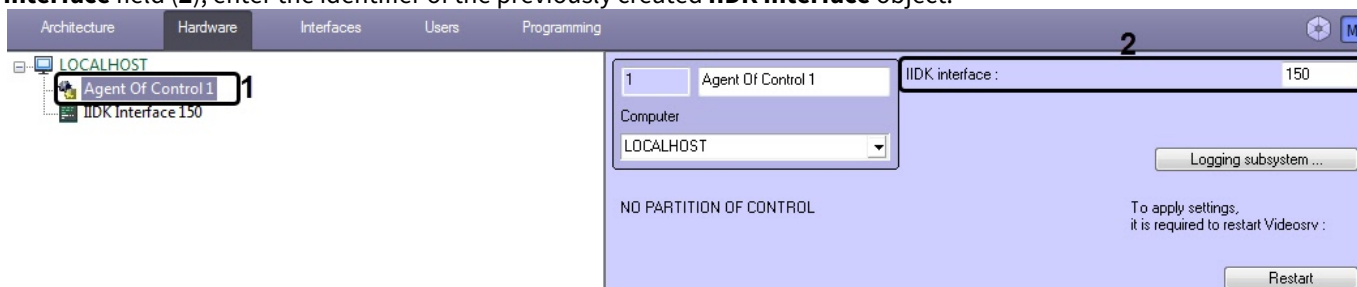 Interface field (2), enter the identifier of the previously created IIDK Interface object.
Architecture Hardware Interfaces Users Programming
2
LOCALHOST
Agent Of Control 1
1
IIDK Interface 150
1 Agent Of Control 1
IIDK interface : 150
Computer
LOCALHOST
Logging subsystem ...
NO PARTITION OF CONTROL
To apply settings,
it is required to restart Videosrv :
Restart